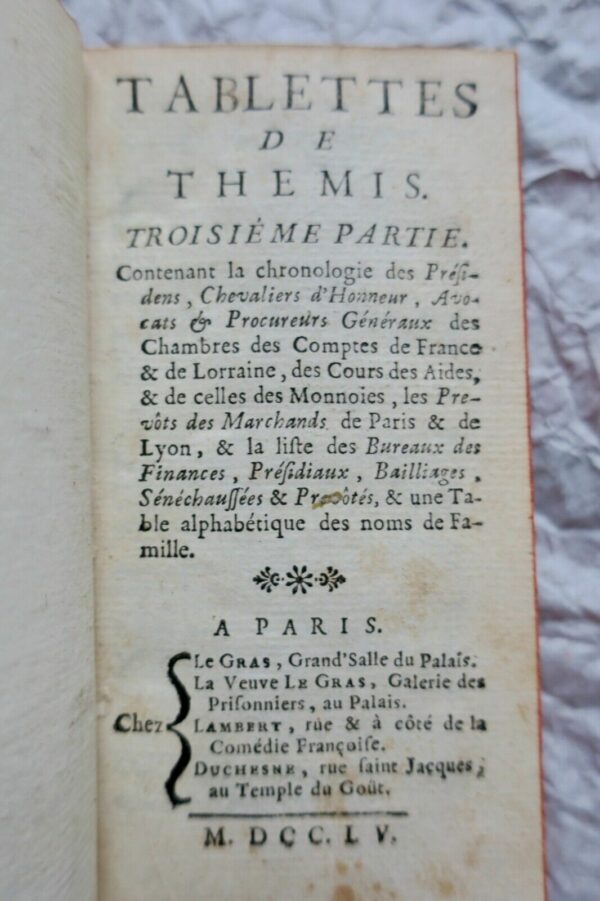 TABLETTES
DE
THEMIS.
TROISIÉME PARTIE.
Contenant la chronologie des Préſi-
dens, Chevaliers d'Honneur, Avo-
cats & Procureurs Généraux des
Chambres des Comptes de France
& de Lorraine, des Cours des Aides,
& de celles des Monnoies, les Pre-
vôts des Marchands de Paris & de
Lyon, & la liſte des Bureaux des
Finances, Préſidiaux, Bailliages,
Sénéchauſſées & Prevôtés, & une Ta-
ble alphabétique des noms de Fa-
mille.
A PARIS.
Chez
LE GRAS, Grand'Salle du Palais.
La Veuve LE GRAS, Galerie des
Priſonniers, au Palais.
LAMBERT, rue & à côté de la
Comédie Françoiſe.
DUCHESNE, rue ſaint Jacques,
au Temple du Goût.
M. DCC. LV.